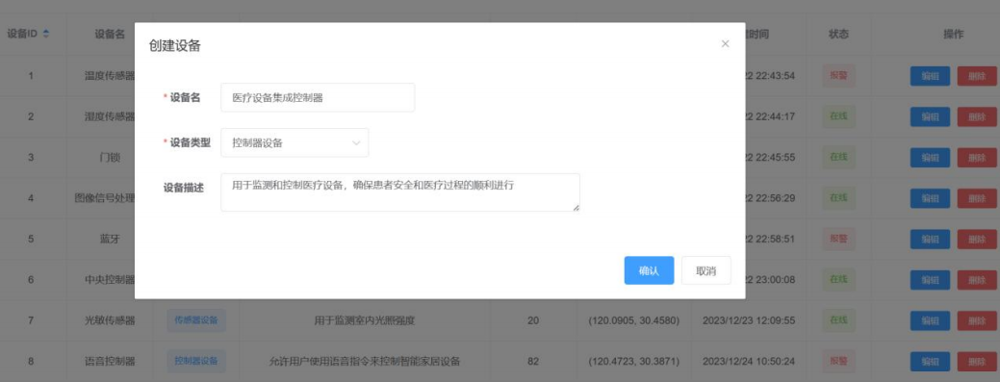 设备ID 设备名 时间 状态 操作
创建设备
1 温度传感器 22:43:54 报警 编辑 删除
* 设备名 医疗设备集成控制器
2 湿度传感器 22:44:17 在线 编辑 删除
* 设备类型 控制器设备
3 门锁 22:45:55 在线 编辑 删除
设备描述 用于监测和控制医疗设备，确保患者安全和医疗过程的顺利进行
4 图像信号处理 22:56:29 在线 编辑 删除
5 蓝牙 22:58:51 报警 编辑 删除
确认 取消
6 中央控制器 23:00:08 在线 编辑 删除
7 光敏传感器 传感器设备 用于监测室内光照强度 20 (120.0905, 30.4580) 2023/12/23 12:09:55 在线 编辑 删除
8 语音控制器 控制器设备 允许用户使用语音指令来控制智能家居设备 82 (120.4723, 30.3871) 2023/12/24 10:50:24 报警 编辑 删除